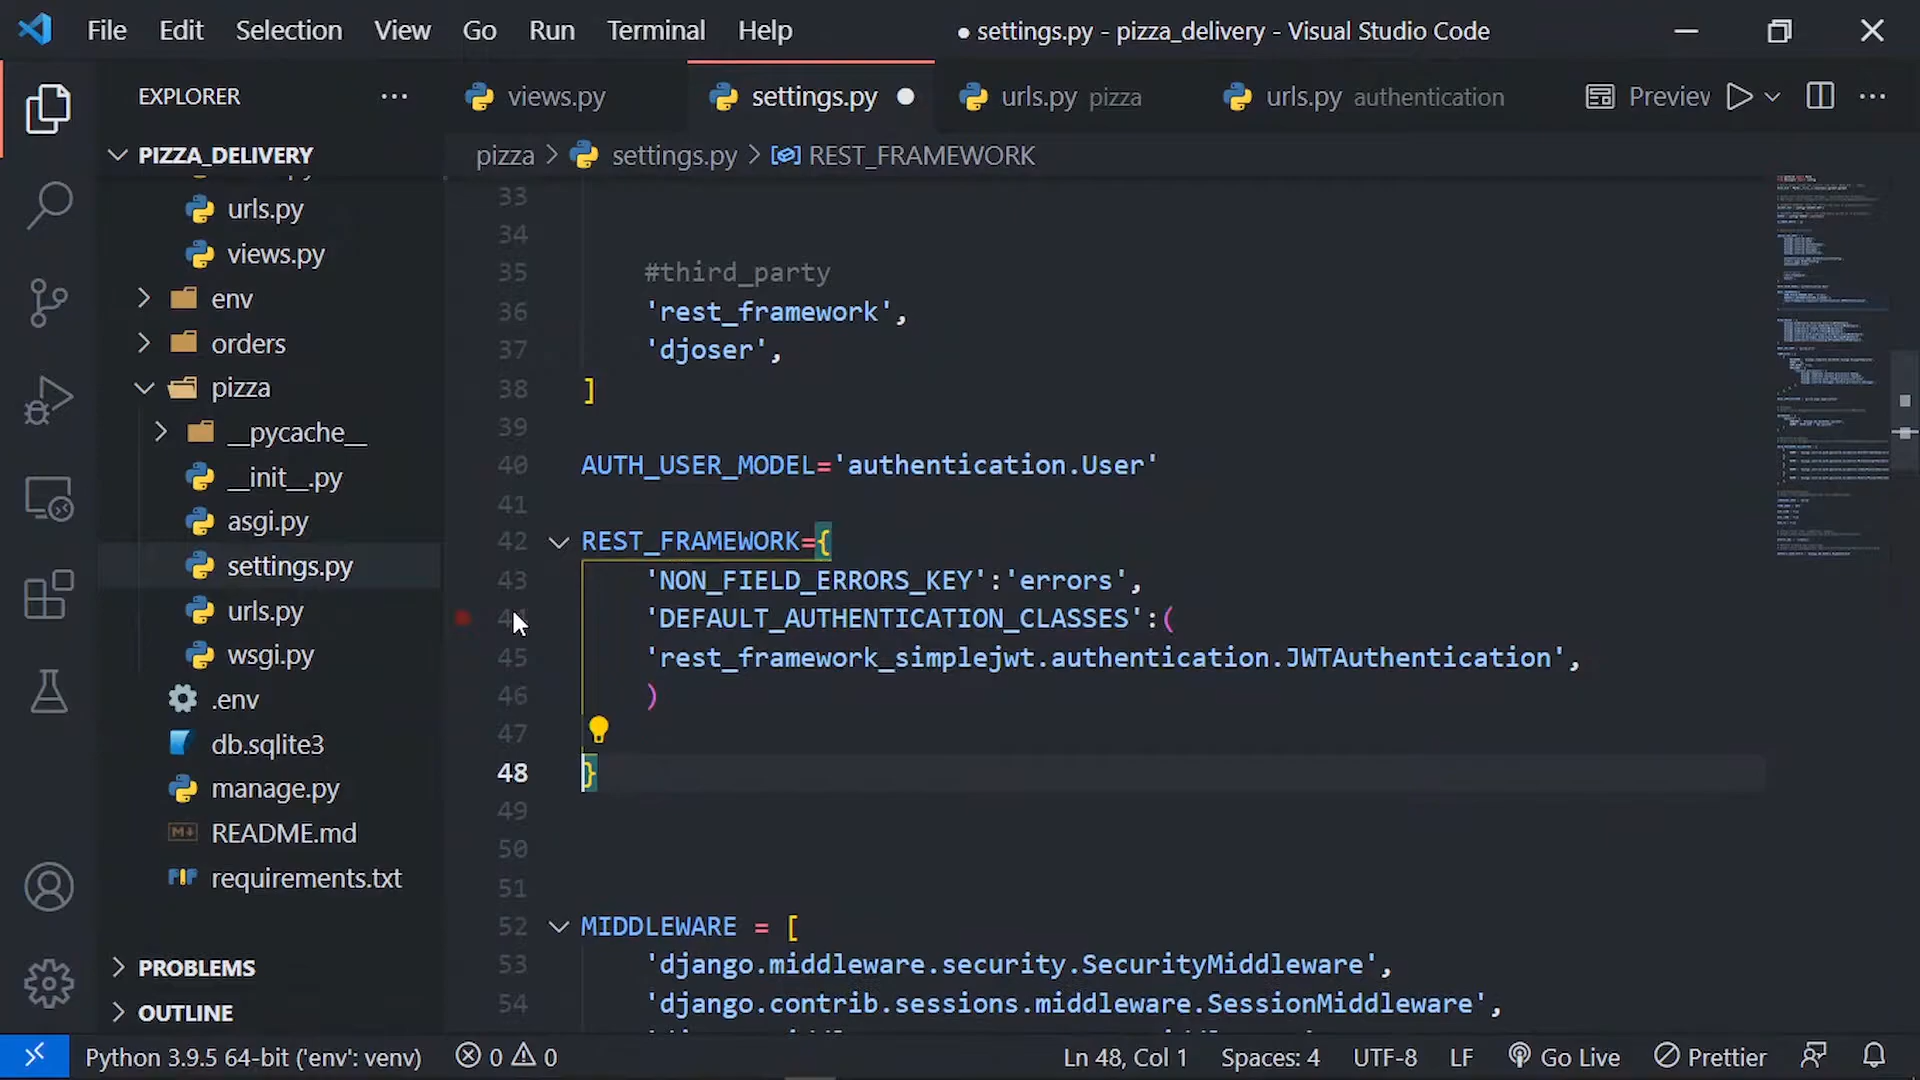 File Edit Selection View Go Run Terminal Help
● settings.py - pizza_delivery - Visual Studio Code
EXPLORER
views.py
settings.py
urls.py pizza
urls.py authentication
Preview
PIZZA_DELIVERY
pizza > settings.py > REST_FRAMEWORK
urls.py
views.py
env
orders
pizza
__pycache__
__init__.py
asgi.py
settings.py
urls.py
wsgi.py
.env
db.sqlite3
manage.py
README.md
requirements.txt
PROBLEMS
OUTLINE
33
34
35 #third_party
36 'rest_framework',
37 'djoser',
38 ]
39
40 AUTH_USER_MODEL='authentication.User'
41
42 REST_FRAMEWORK={
43 'NON_FIELD_ERRORS_KEY':'errors',
44 'DEFAULT_AUTHENTICATION_CLASSES':(
45 'rest_framework_simplejwt.authentication.JWTAuthentication',
46 )
47
48 }
49
50
51
52 MIDDLEWARE = [
53 'django.middleware.security.SecurityMiddleware',
54 'django.contrib.sessions.middleware.SessionMiddleware',
Python 3.9.5 64-bit ('env': venv) 0 0 Ln 48, Col 1 Spaces: 4 UTF-8 LF Go Live Prettier